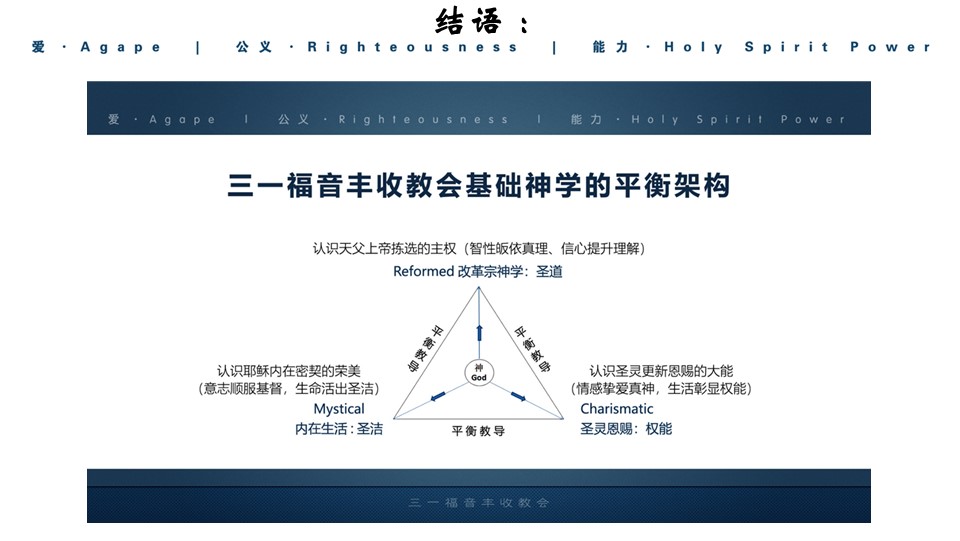 结语：
爱·Agape | 公义·Righteousness | 能力·Holy Spirit Power
爱·Agape | 公义·Righteousness | 能力·Holy Spirit Power
三一福音丰收教会基础神学的平衡架构
认识天父上帝拣选的主权（智性皈依真理、信心提升理解）
Reformed 改革宗神学：圣道
平衡教导
平衡教导
神
God
认识耶稣内在密契的荣美
（意志顺服基督，生命活出圣洁）
Mystical
内在生活：圣洁
认识圣灵更新恩赐的大能
（情感挚爱真神，生活彰显权能）
Charismatic
圣灵恩赐：权能
平衡教导
三一福音丰收教会